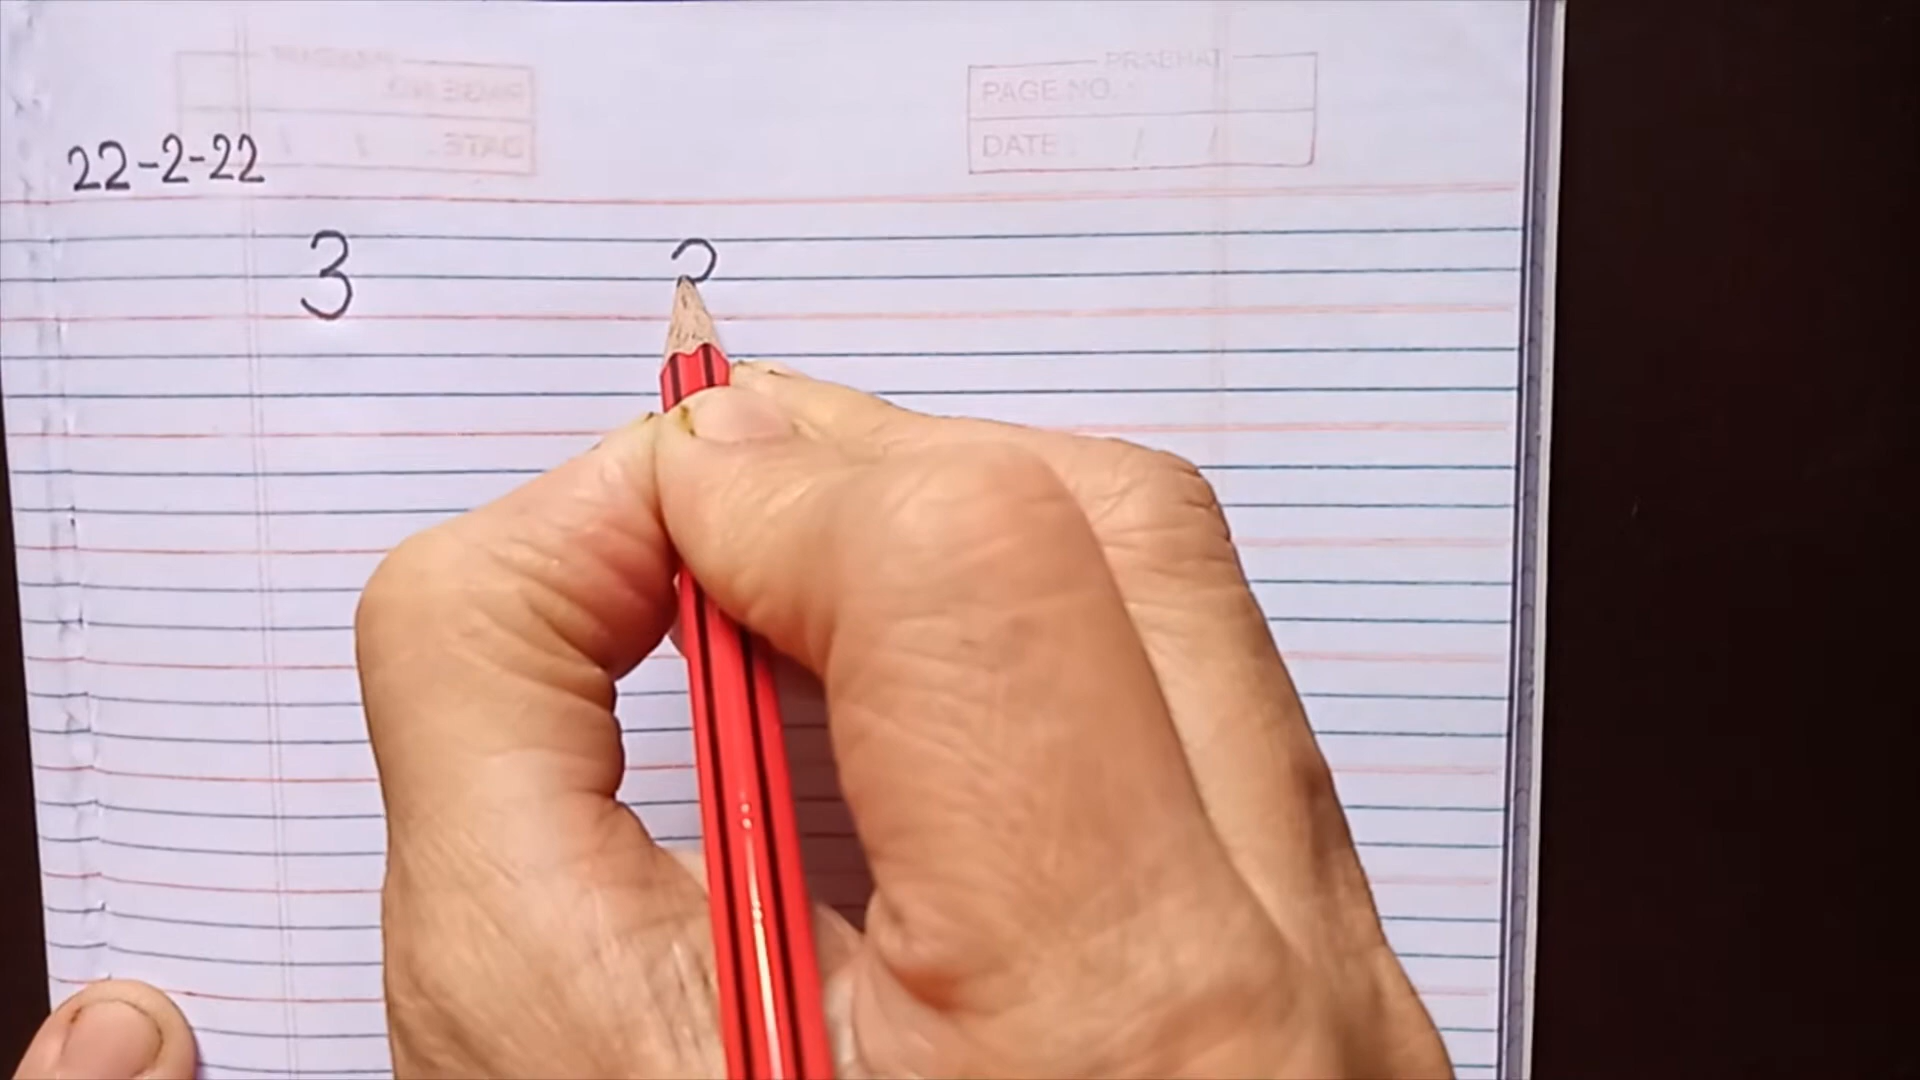 PRABHAT
PAGE NO. :
DATE : / /
22-2-22
3